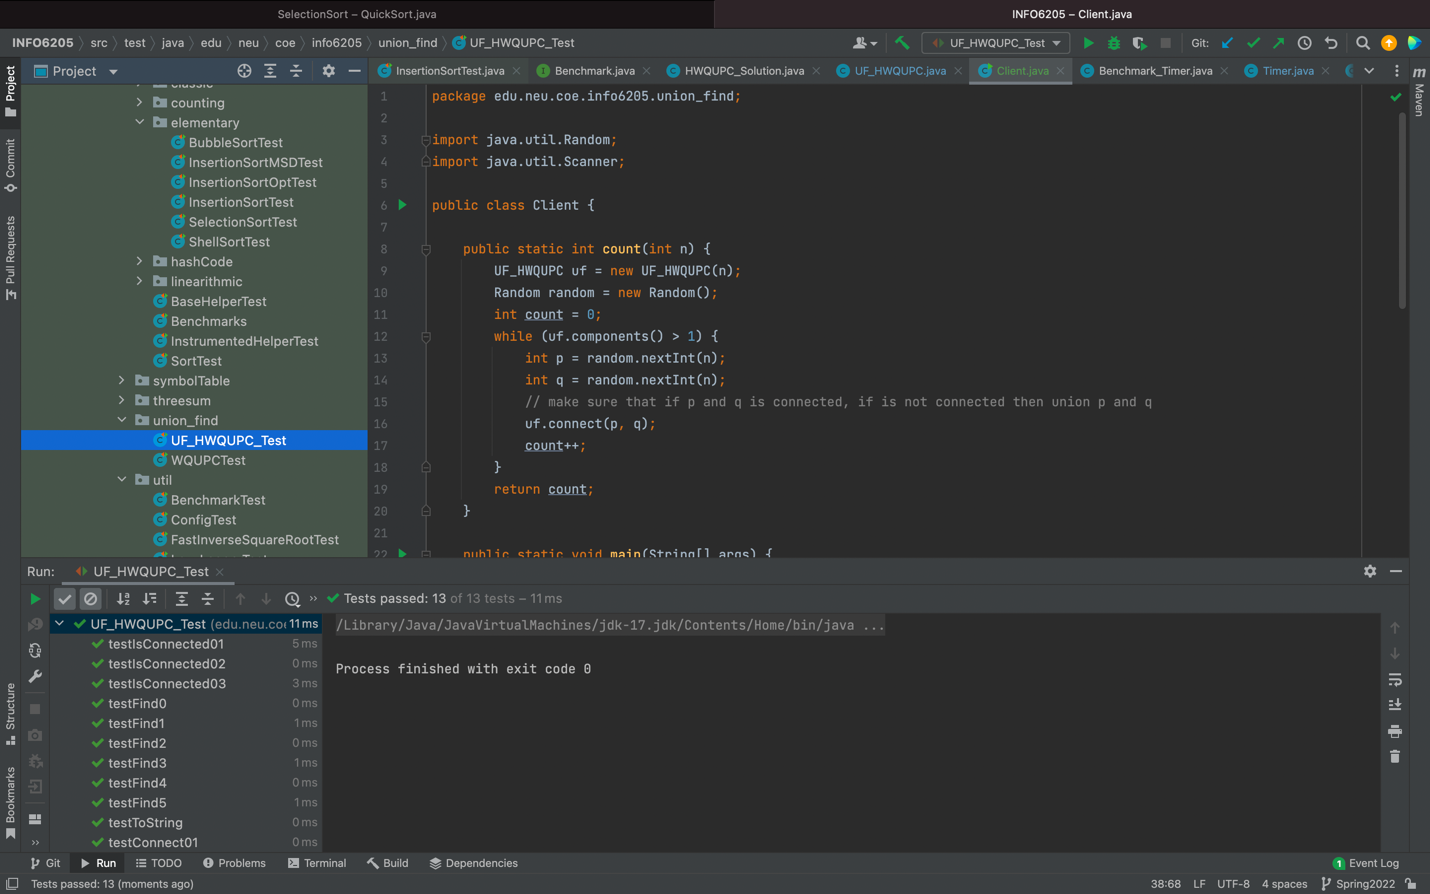 SelectionSort – QuickSort.java
INFO6205 – Client.java
INFO6205 src test java edu neu coe info6205 union_find UF_HWQUPC_Test
UF_HWQUPC_Test Git:
Project
InsertionSortTest.java Benchmark.java HWQUPC_Solution.java UF_HWQUPC.java Client.java Benchmark_Timer.java Timer.java
Project
Commit
Pull Requests
Structure
Bookmarks
m
Maven
counting
elementary
BubbleSortTest
InsertionSortMSDTest
InsertionSortOptTest
InsertionSortTest
SelectionSortTest
ShellSortTest
hashCode
linearithmic
BaseHelperTest
Benchmarks
InstrumentedHelperTest
SortTest
symbolTable
threesum
union_find
UF_HWQUPC_Test
WQUPCTest
util
BenchmarkTest
ConfigTest
FastInverseSquareRootTest
1 package edu.neu.coe.info6205.union_find;
2
3 import java.util.Random;
4 import java.util.Scanner;
5
6 public class Client {
7
8 public static int count(int n) {
9 UF_HWQUPC uf = new UF_HWQUPC(n);
10 Random random = new Random();
11 int count = 0;
12 while (uf.components() > 1) {
13 int p = random.nextInt(n);
14 int q = random.nextInt(n);
15 // make sure that if p and q is connected, if is not connected then union p and q
16 uf.connect(p, q);
17 count++;
18 }
19 return count;
20 }
21
22 public static void main(String[] args) {
Run: UF_HWQUPC_Test
Tests passed: 13 of 13 tests – 11 ms
UF_HWQUPC_Test (edu.neu.coe 11 ms
testIsConnected01 5 ms
testIsConnected02 0 ms
testIsConnected03 3 ms
testFind0 0 ms
testFind1 1 ms
testFind2 0 ms
testFind3 1 ms
testFind4 0 ms
testFind5 1 ms
testToString 0 ms
testConnect01 0 ms
/Library/Java/JavaVirtualMachines/jdk-17.jdk/Contents/Home/bin/java ...
Process finished with exit code 0
Git Run TODO Problems Terminal Build Dependencies 1 Event Log
Tests passed: 13 (moments ago) 38:68 LF UTF-8 4 spaces Spring2022